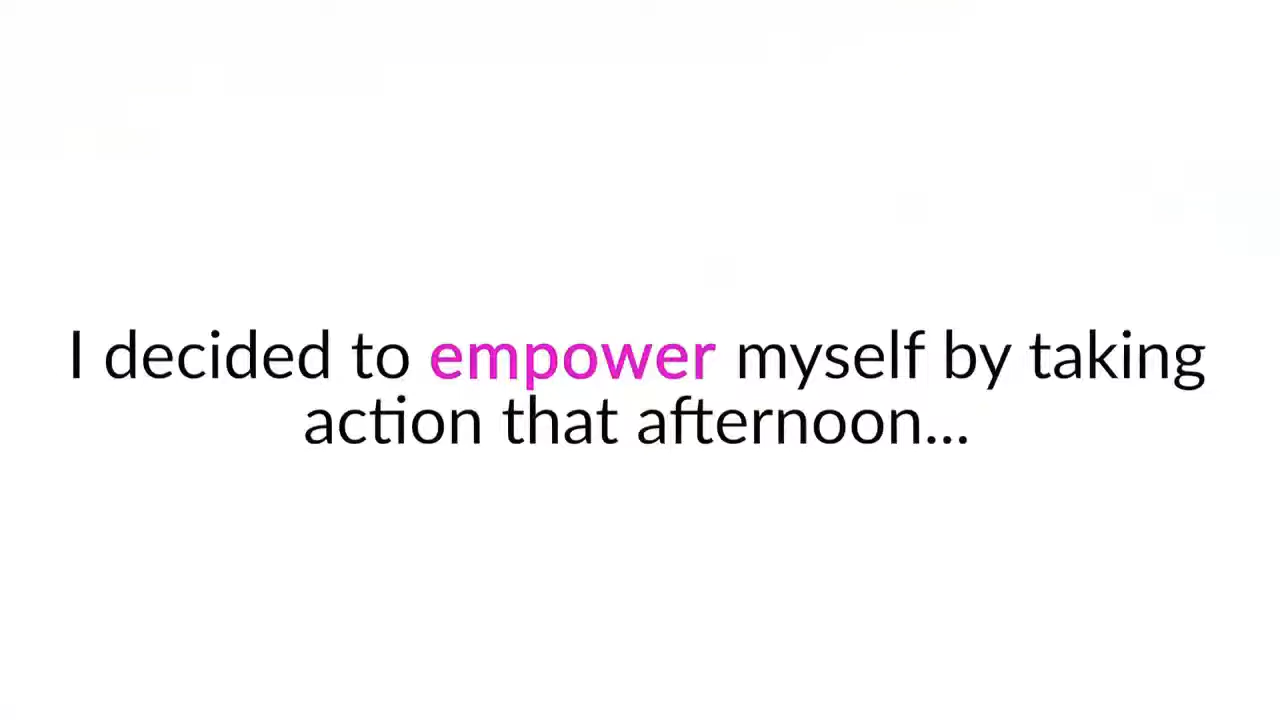 I decided to empower myself by taking
action that afternoon...